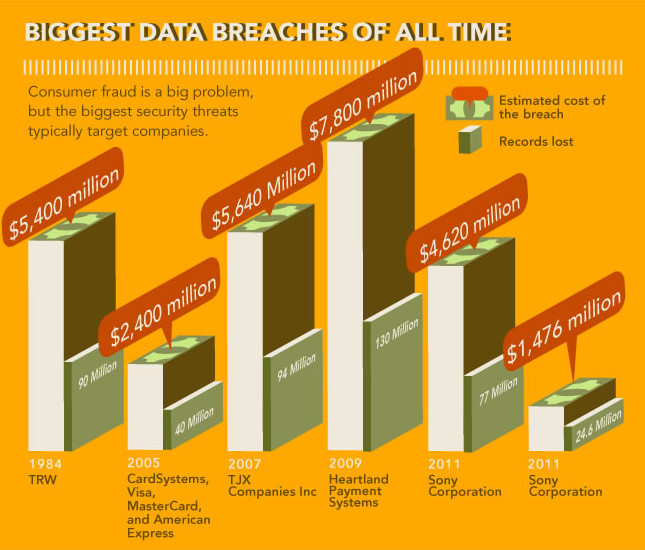 BIGGEST DATA BREACHES OF ALL TIME
Consumer fraud is a big problem,
but the biggest security threats
typically target companies.
Estimated cost of
the breach
Records lost
$5,400 million
$2,400 million
$5,640 Million
$7,800 million
$4,620 million
$1,476 million
90 Million
40 Million
94 Million
130 Million
77 Million
24.6 Million
1984
TRW
2005
CardSystems,
Visa,
MasterCard,
and American
Express
2007
TJX
Companies Inc
2009
Heartland
Payment
Systems
2011
Sony
Corporation
2011
Sony
Corporation